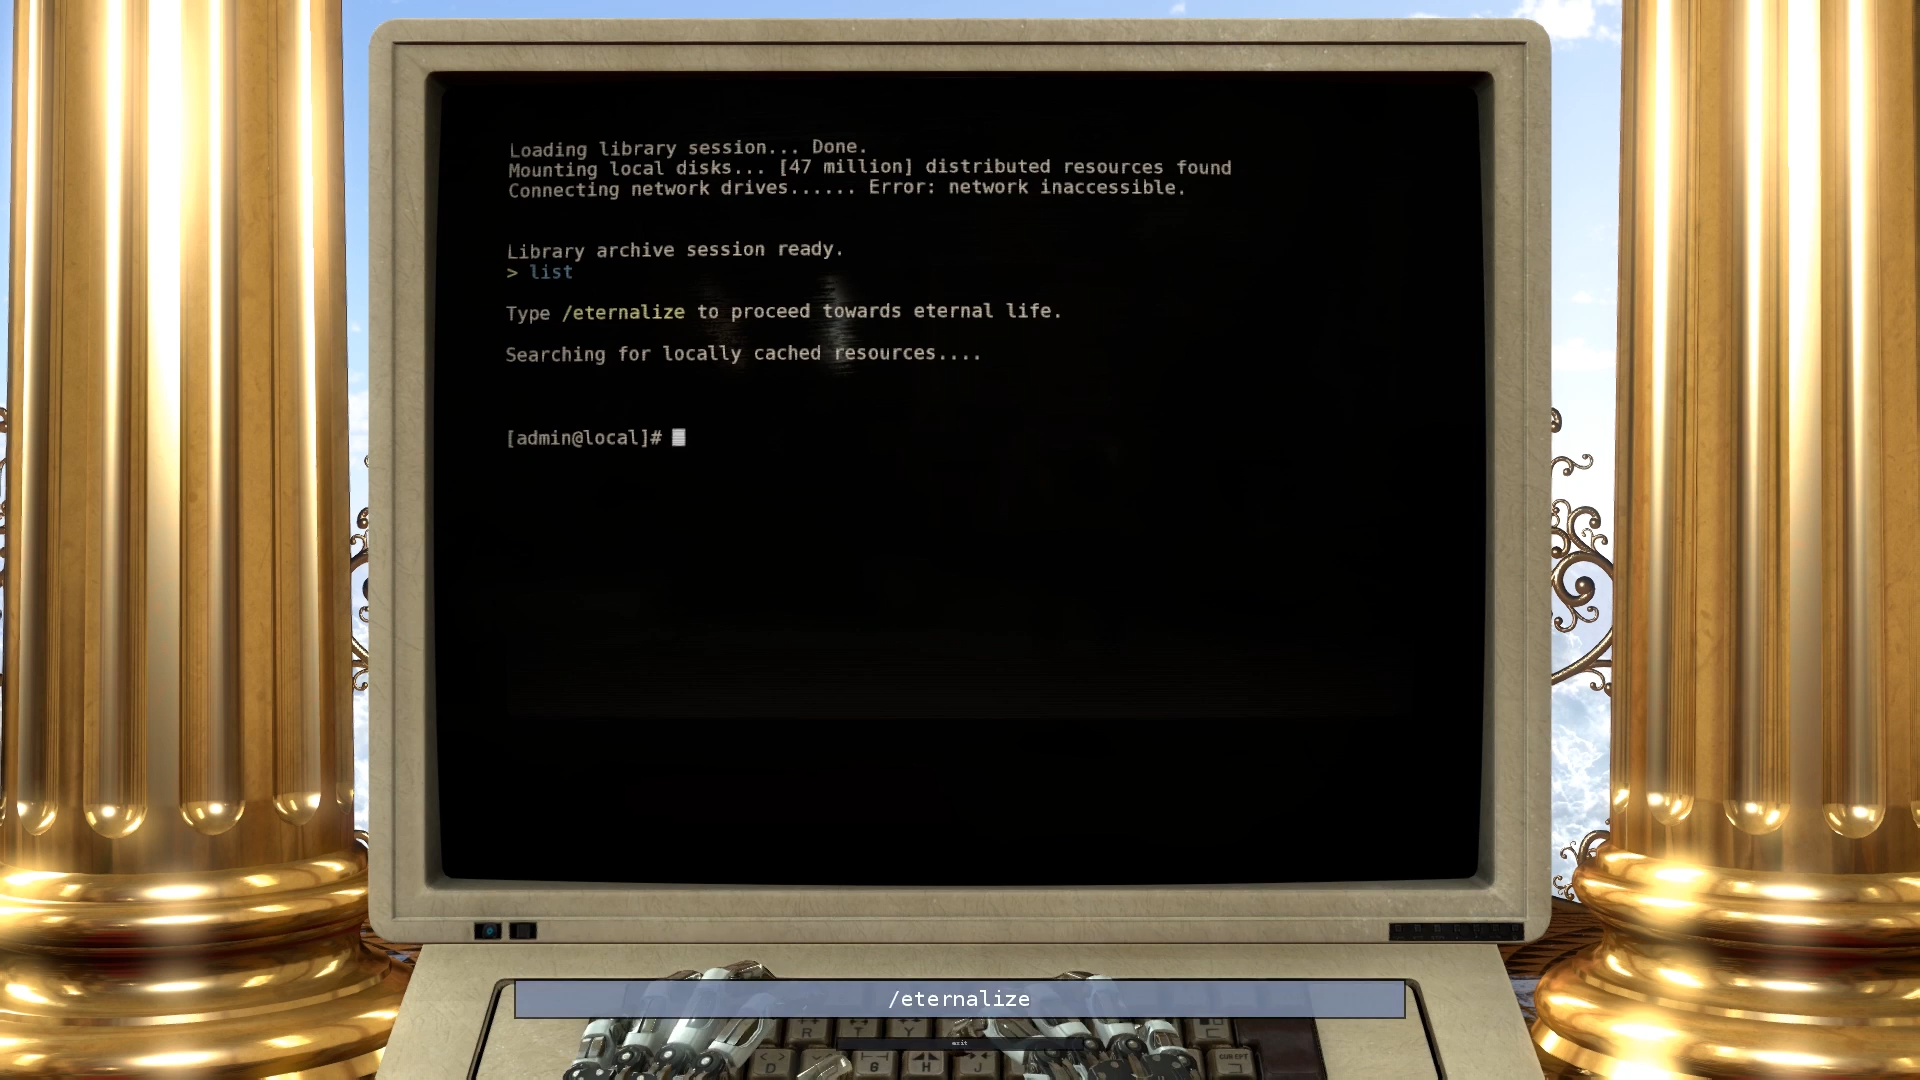 Loading library session... Done.
Mounting local disks... [47 million] distributed resources found
Connecting network drives...... Error: network inaccessible.
Library archive session ready.
> list
Type /eternalize to proceed towards eternal life.
Searching for locally cached resources....
[admin@local]#
/eternalize
R T Y
exit
D G H J